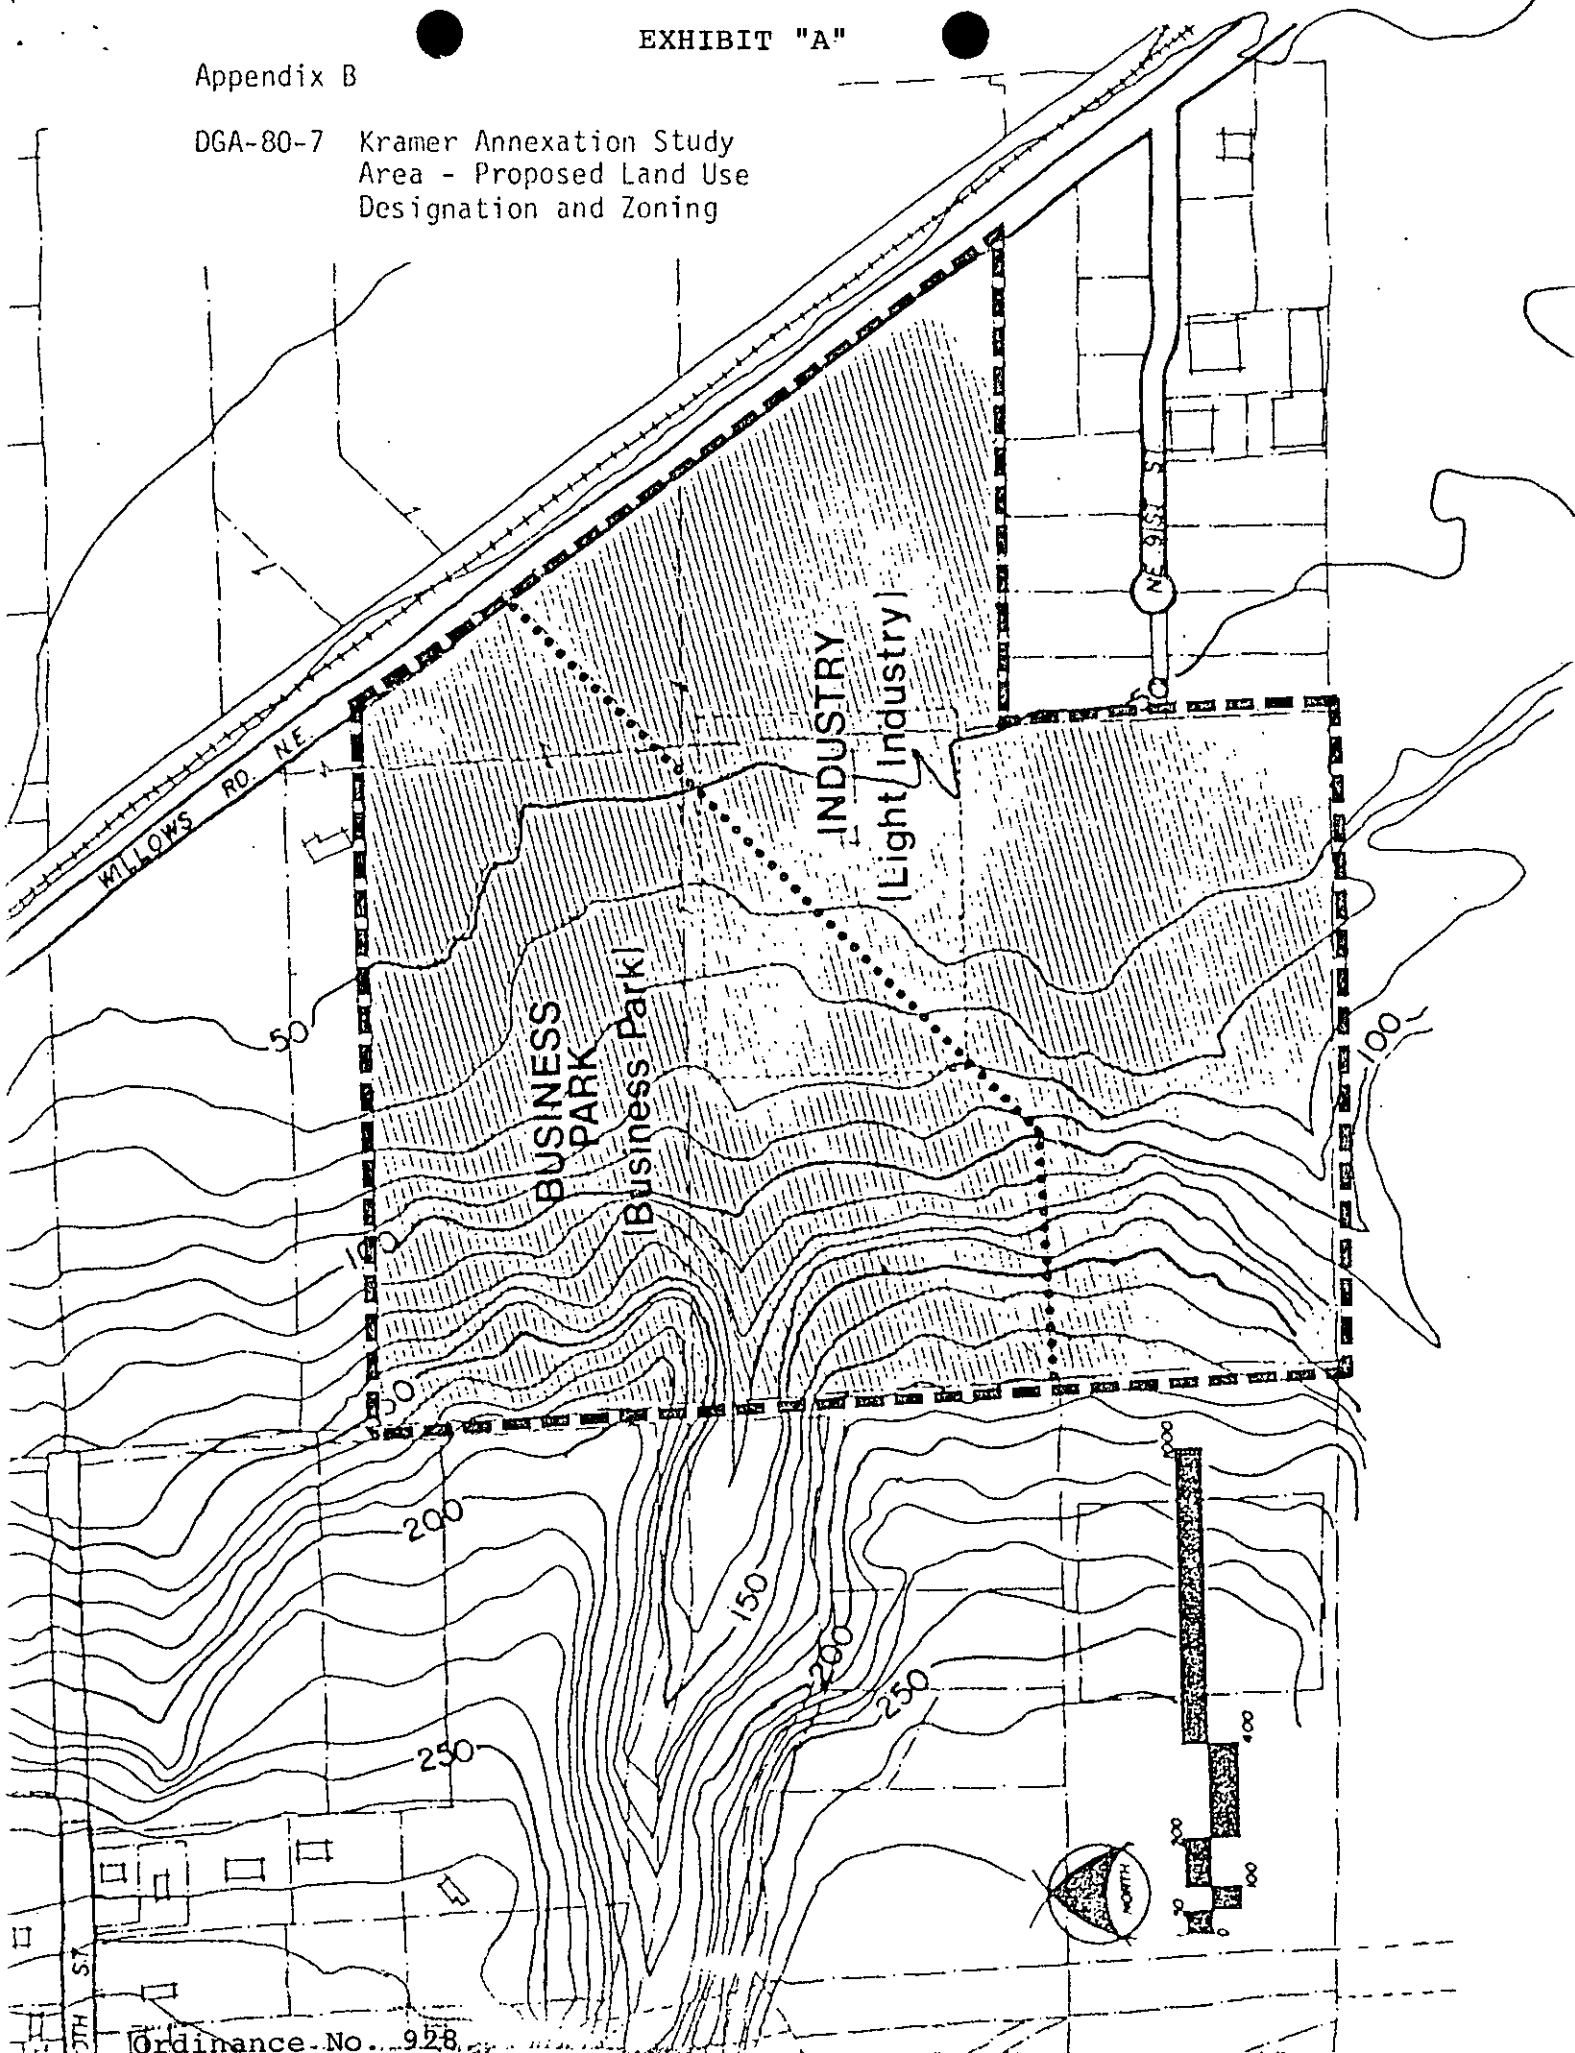 EXHIBIT "A"
Appendix B
DGA-80-7 Kramer Annexation Study
Area - Proposed Land Use
Designation and Zoning
NE 91ST ST
WILLOWS RD. N.E.
INDUSTRY
[Light Industry]
BUSINESS
PARK
[Business Park]
50
100
100
200
150
200
250
250
800
400
200
100
50
0
NORTH
ST
Ordinance No. 928